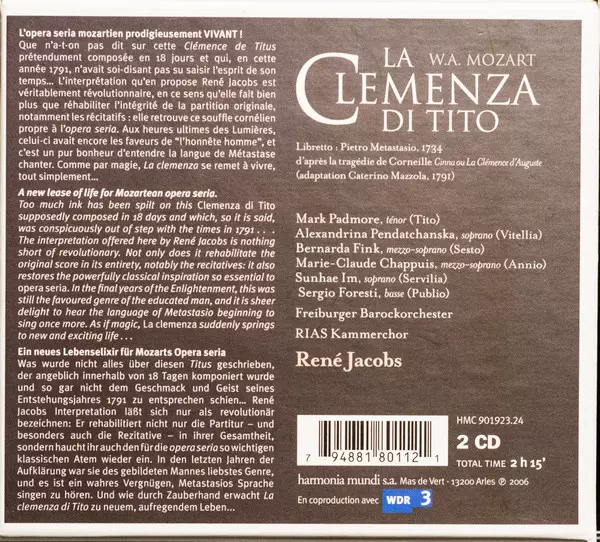 L'opera seria mozartien prodigieusement VIVANT !
Que n'a-t-on pas dit sur cette Clémence de Titus
prétendument composée en 18 jours et qui, en cette
année 1791, n'avait soi-disant pas su saisir l'esprit de son
temps... L'interprétation qu'en propose René Jacobs est
véritablement révolutionnaire, en ce sens qu'elle fait bien
plus que réhabiliter l'intégrité de la partition originale,
notamment les récitatifs : elle retrouve ce souffle cornélien
propre à l'opera seria. Aux heures ultimes des Lumières,
celui-ci avait encore les faveurs de "l'honnête homme", et
c'est un pur bonheur d'entendre la langue de Métastase
chanter. Comme par magie, La clemenza se remet à vivre,
tout simplement...
A new lease of life for Mozartean opera seria.
Too much ink has been spilt on this Clemenza di Tito
supposedly composed in 18 days and which, so it is said,
was conspicuously out of step with the times in 1791 . . .
The interpretation offered here by René Jacobs is nothing
short of revolutionary. Not only does it rehabilitate the
original score in its entirety, notably the recitatives: it also
restores the powerfully classical inspiration so essential to
opera seria. In the final years of the Enlightenment, this was
still the favoured genre of the educated man, and it is sheer
delight to hear the language of Metastasio beginning to
sing once more. As if magic, La clemenza suddenly springs
to new and exciting life . . .
Ein neues Lebenselixir für Mozarts Opera seria
Was wurde nicht alles über diesen Titus geschrieben,
der angeblich innerhalb von 18 Tagen komponiert wurde
und so gar nicht dem Geschmack und Geist seines
Entstehungsjahres 1791 zu entsprechen schien... René
Jacobs Interpretation läßt sich nur als revolutionär
bezeichnen: Er rehabilitiert nicht nur die Partitur – und
besonders auch die Rezitative – in ihrer Gesamtheit,
sondern haucht ihr auch den für die opera seria so wichtigen
klassischen Atem wieder ein. In den letzten Jahren der
Aufklärung war sie des gebildeten Mannes liebstes Genre,
und es ist ein wahres Vergnügen, Metastasios Sprache
singen zu hören. Und wie durch Zauberhand erwacht La
clemenza di Tito zu neuem, aufregendem Leben...
LA W.A. MOZART
CLEMENZA
DI TITO
Libretto : Pietro Metastasio, 1734
d'après la tragédie de Corneille Cinna ou La Clémence d'Auguste
(adaptation Caterino Mazzola, 1791)
Mark Padmore, ténor (Tito)
Alexandrina Pendatchanska, soprano (Vitellia)
Bernarda Fink, mezzo-soprano (Sesto)
Marie-Claude Chappuis, mezzo-soprano (Annio)
Sunhae Im, soprano (Servilia)
Sergio Foresti, basse (Publio)
Freiburger Barockorchester
RIAS Kammerchor
René Jacobs
HMC 901923.24
2 CD
TOTAL TIME 2 h 15'
7 94881 80112 1
harmonia mundi s.a. Mas de Vert - 13200 Arles ℗ 2006
En coproduction avec WDR 3